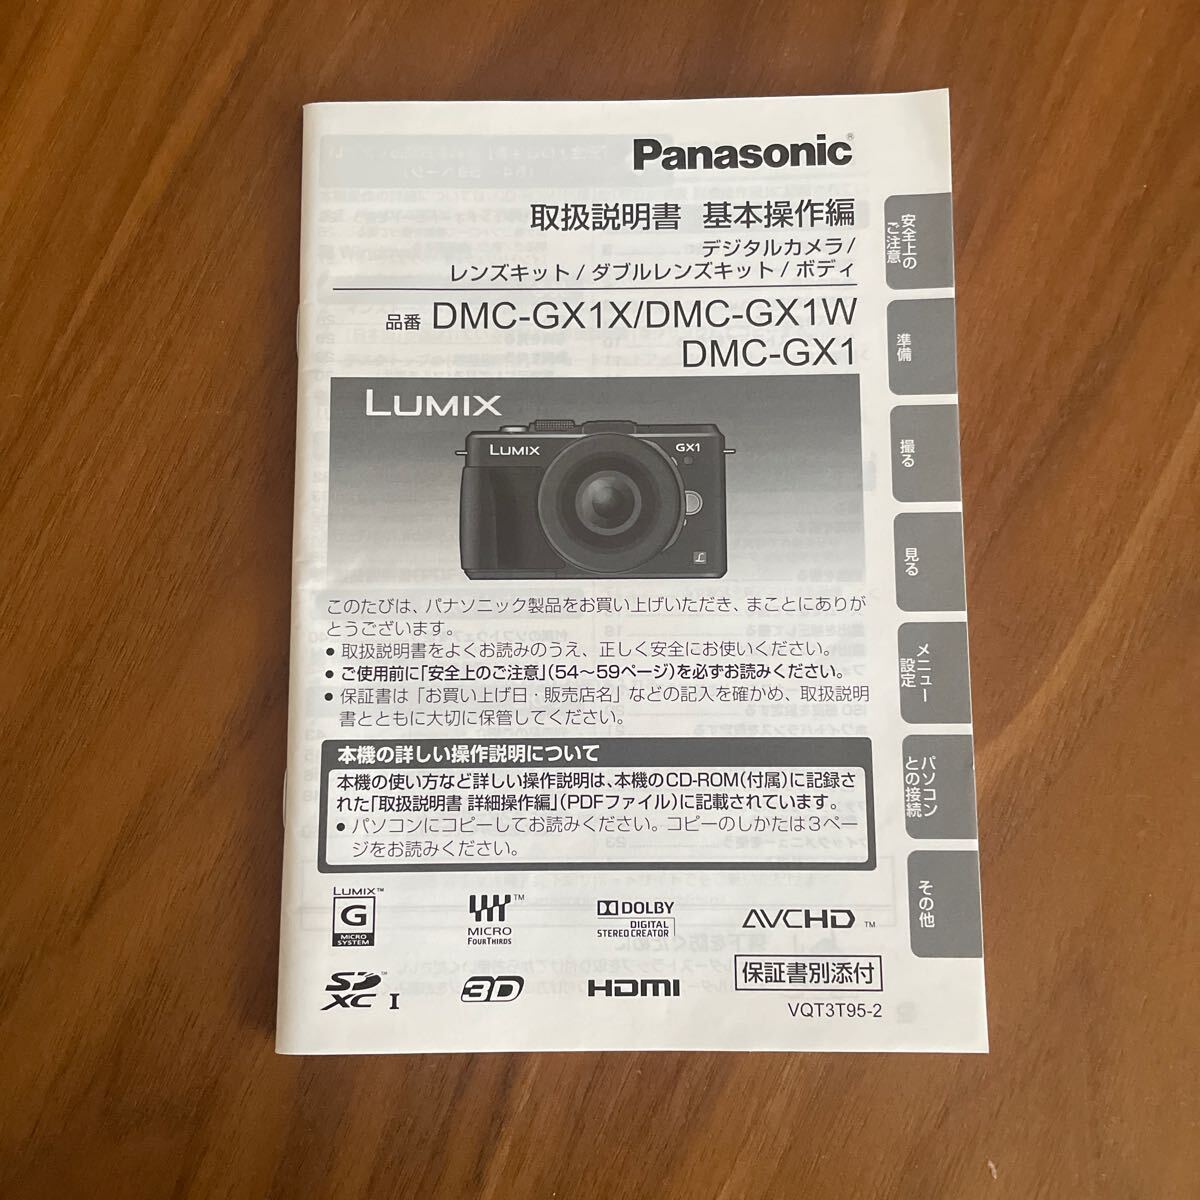 Panasonic®
取扱説明書 基本操作編
デジタルカメラ/
レンズキット/ダブルレンズキット/ボディ
品番 DMC-GX1X/DMC-GX1W
DMC-GX1
LUMIX
LUMIX
GX1
L
このたびは、パナソニック製品をお買い上げいただき、まことにありが
とうございます。
● 取扱説明書をよくお読みのうえ、正しく安全にお使いください。
● ご使用前に「安全上のご注意」(54～59ページ)を必ずお読みください。
● 保証書は「お買い上げ日・販売店名」などの記入を確かめ、取扱説明
書とともに大切に保管してください。
本機の詳しい操作説明について
本機の使い方など詳しい操作説明は、本機のCD-ROM(付属)に記録さ
れた「取扱説明書 詳細操作編」(PDFファイル)に記載されています。
● パソコンにコピーしてお読みください。コピーのしかたは3ペー
ジをお読みください。
LUMIX™
G
MICRO
SYSTEM
™
MICRO
FOURTHIRDS
DOLBY
DIGITAL
STEREO CREATOR
AVCHD™
SD™
XC I
3D
HDMI
保証書別添付
VQT3T95-2
安全上の
ご注意
準備
撮る
見る
メニュー
設定
パソコン
との接続
その他